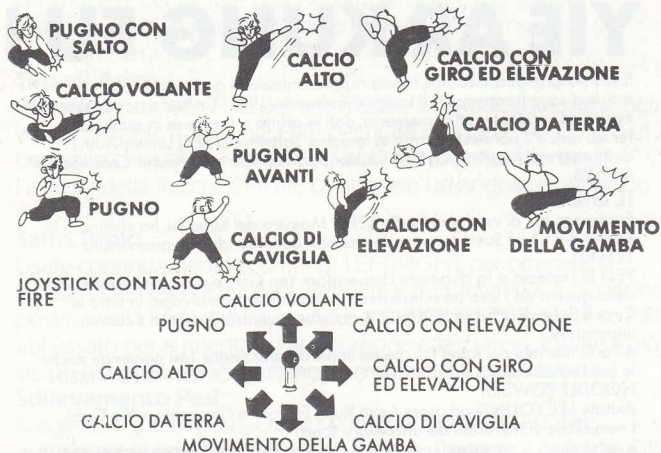 PUGNO CON
SALTO
CALCIO VOLANTE
CALCIO
ALTO
CALCIO CON
GIRO ED ELEVAZIONE
PUGNO IN
AVANTI
CALCIO DA TERRA
PUGNO
CALCIO DI
CAVIGLIA
CALCIO CON
ELEVAZIONE
MOVIMENTO
DELLA GAMBA
JOYSTICK CON TASTO
FIRE
CALCIO VOLANTE
PUGNO
CALCIO CON ELEVAZIONE
CALCIO ALTO
CALCIO CON GIRO
ED ELEVAZIONE
CALCIO DA TERRA
CALCIO DI CAVIGLIA
MOVIMENTO DELLA GAMBA